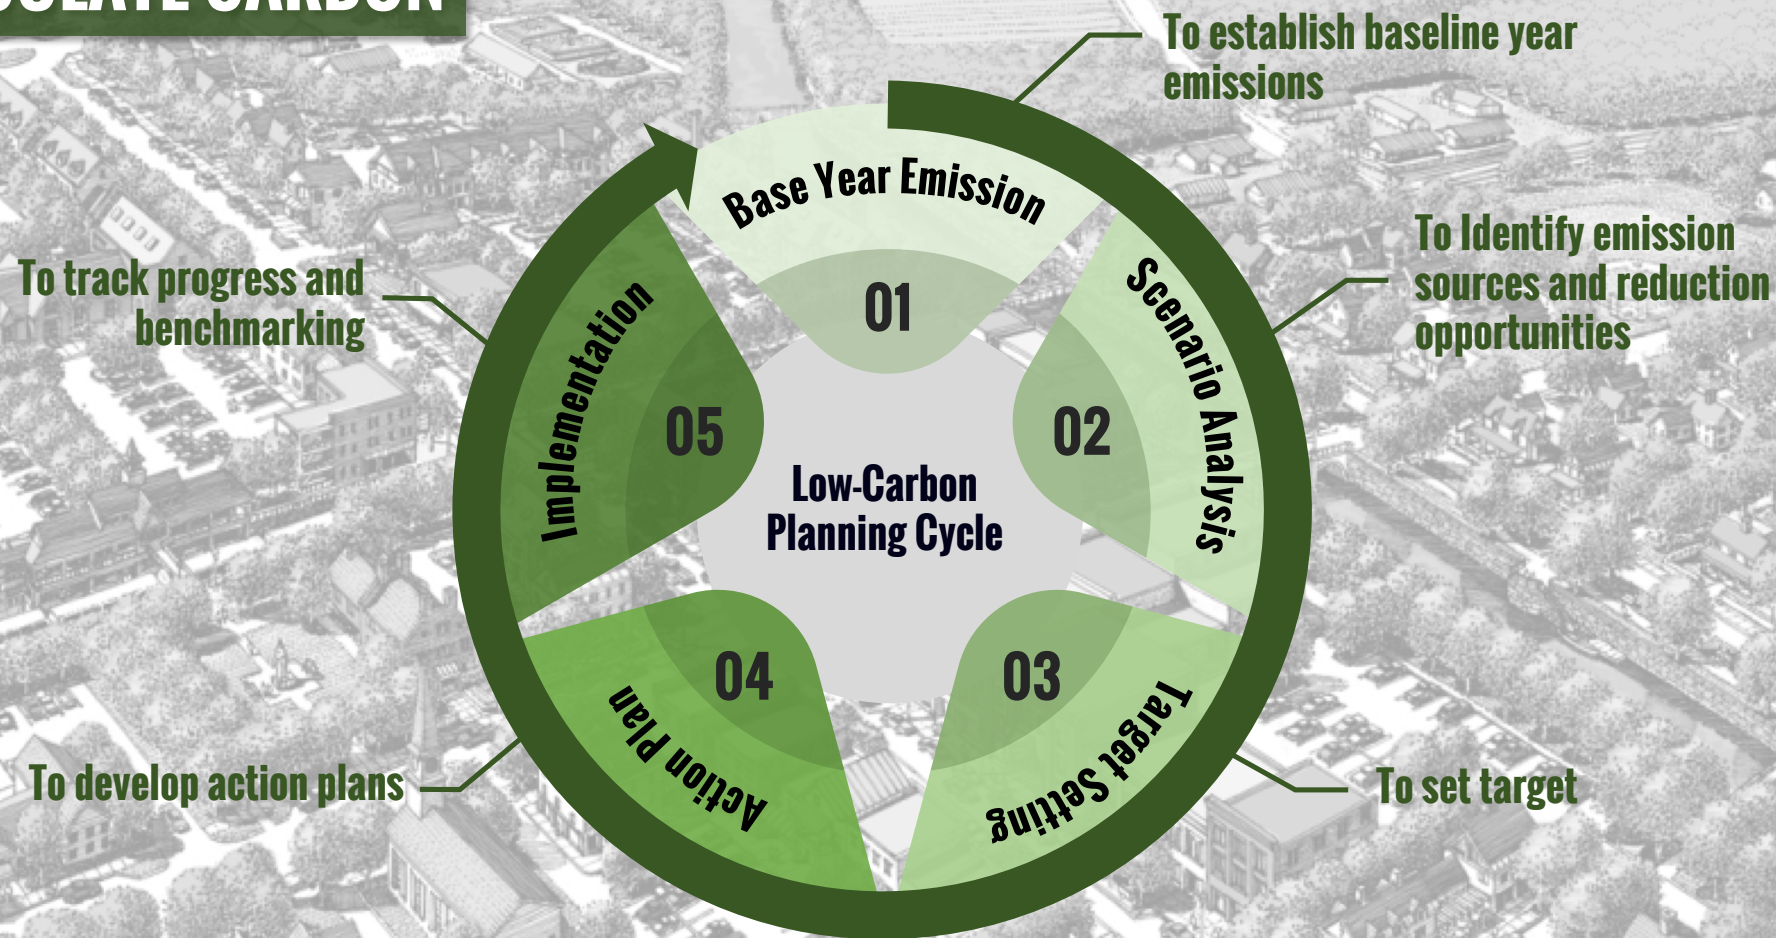 CARBON
To establish baseline year
emissions
Base Year Emission
01
To Identify emission
sources and reduction
opportunities
Scenario Analysis
02
To set target
Target Setting
03
To develop action plans
Action Plan
04
To track progress and
benchmarking
Implementation
05
Low-Carbon
Planning Cycle